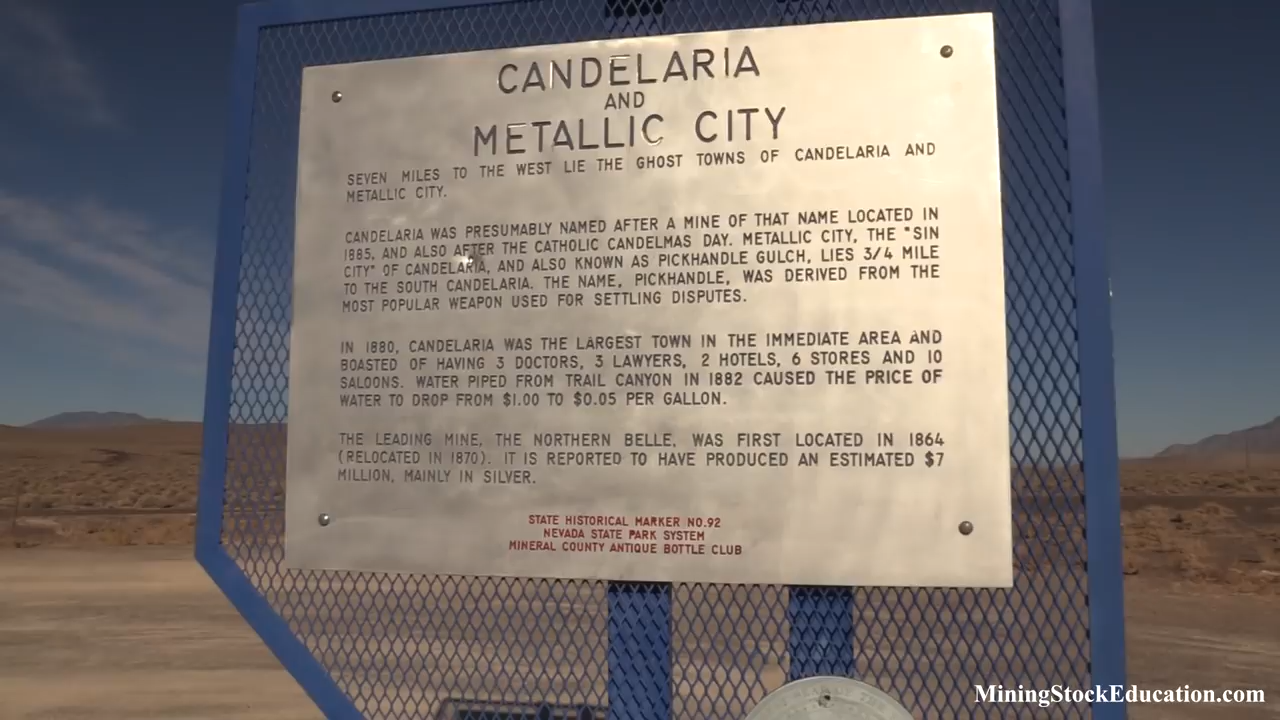 CANDELARIA
AND
METALLIC CITY
SEVEN MILES TO THE WEST LIE THE GHOST TOWNS OF CANDELARIA AND
METALLIC CITY.
CANDELARIA WAS PRESUMABLY NAMED AFTER A MINE OF THAT NAME LOCATED IN
1885, AND ALSO AFTER THE CATHOLIC CANDELMAS DAY. METALLIC CITY, THE "SIN
CITY" OF CANDELARIA, AND ALSO KNOWN AS PICKHANDLE GULCH, LIES 3/4 MILE
TO THE SOUTH CANDELARIA. THE NAME, PICKHANDLE, WAS DERIVED FROM THE
MOST POPULAR WEAPON USED FOR SETTLING DISPUTES.
IN 1880, CANDELARIA WAS THE LARGEST TOWN IN THE IMMEDIATE AREA AND
BOASTED OF HAVING 3 DOCTORS, 3 LAWYERS, 2 HOTELS, 6 STORES AND 10
SALOONS. WATER PIPED FROM TRAIL CANYON IN 1882 CAUSED THE PRICE OF
WATER TO DROP FROM $1.00 TO $0.05 PER GALLON.
THE LEADING MINE, THE NORTHERN BELLE, WAS FIRST LOCATED IN 1864
(RELOCATED IN 1870). IT IS REPORTED TO HAVE PRODUCED AN ESTIMATED $7
MILLION, MAINLY IN SILVER.
STATE HISTORICAL MARKER NO.92
NEVADA STATE PARK SYSTEM
MINERAL COUNTY ANTIQUE BOTTLE CLUB
MiningStockEducation.com